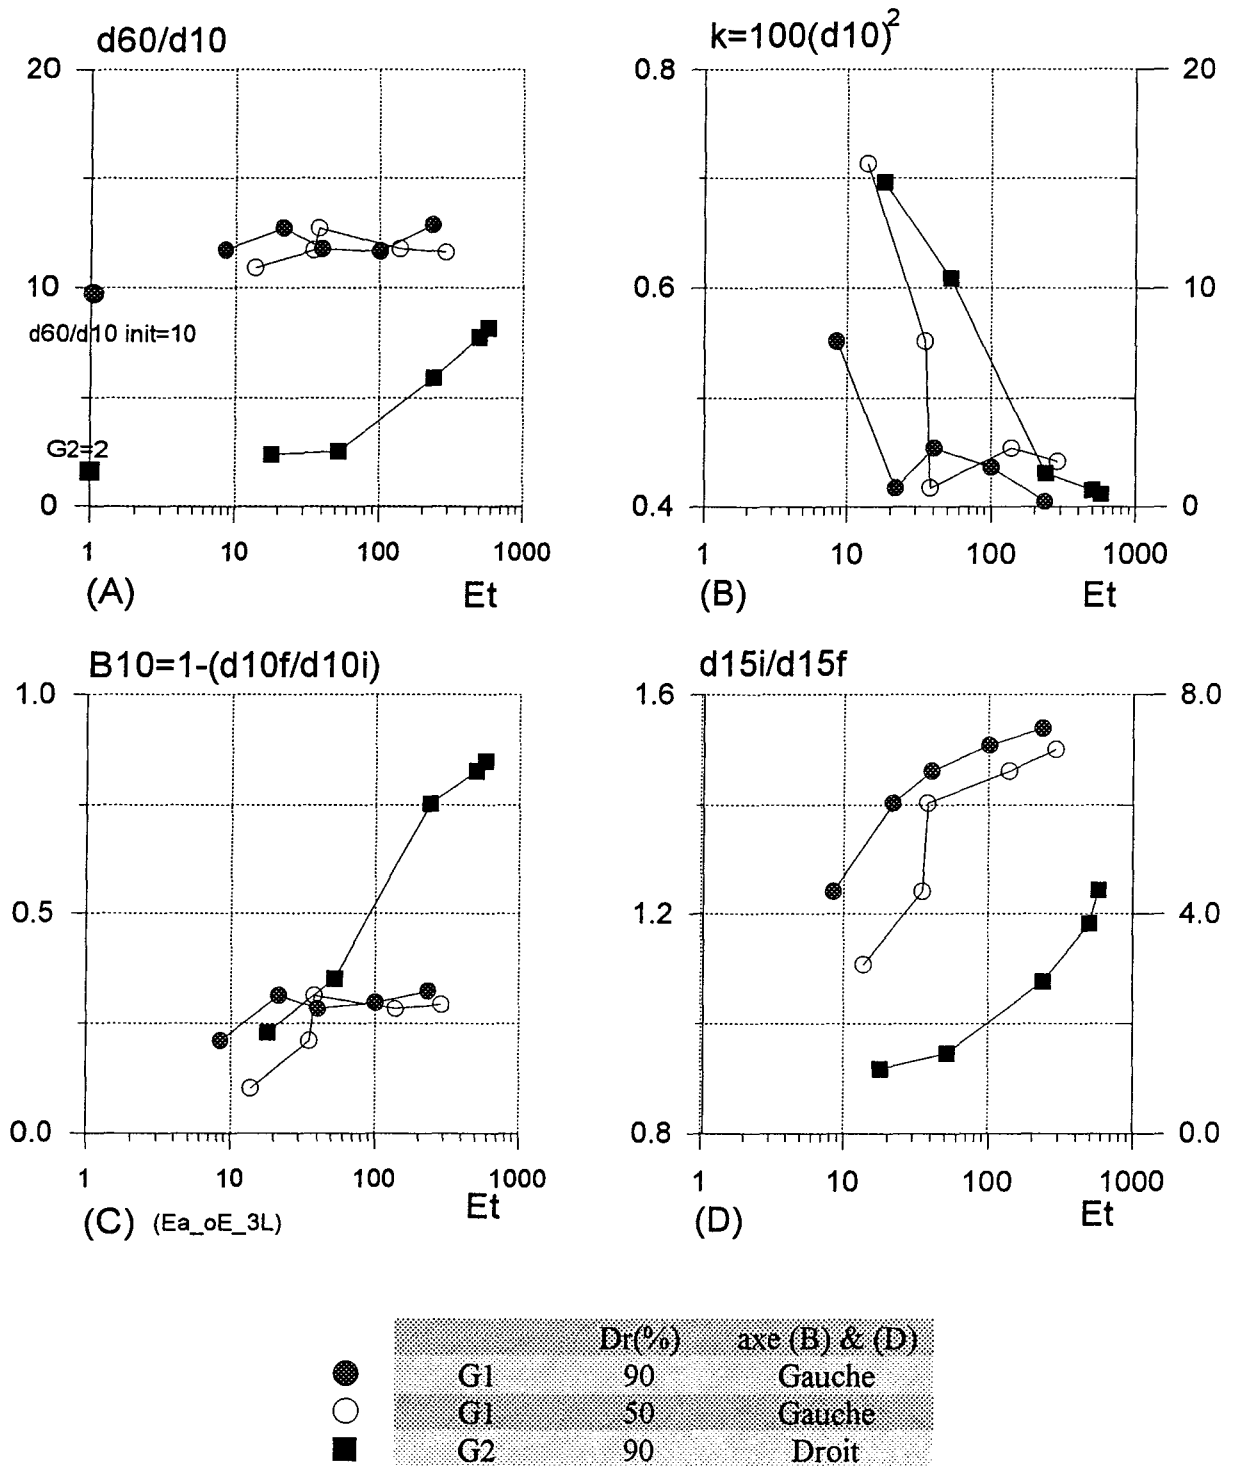 d60/d10
20
10
0
d60/d10 init=10
G2=2
1 10 100 1000
(A) Et
k=100(d10)²
0.8 20
0.6 10
0.4 0
1 10 100 1000
(B) Et
B10=1-(d10f/d10i)
1.0
0.5
0.0
1 10 100 1000
(C) (Ea_oE_3L) Et
d15i/d15f
1.6 8.0
1.2 4.0
0.8 0.0
1 10 100 1000
(D) Et
Dr(%) axe (B) & (D)
G1 90 Gauche
G1 50 Gauche
G2 90 Droit